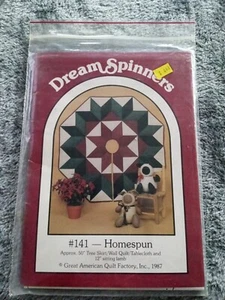 Dream Spinners
#141 — Homespun
Approx. 50" Tree Skirt/Wall Quilt/Tablecloth and
12" sitting lamb
© Great American Quilt Factory, Inc., 1987